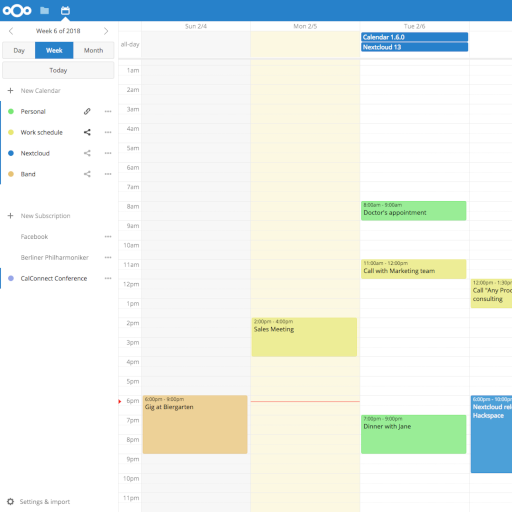 Week 6 of 2018
Day Week Month
Today
New Calendar
Personal
Work schedule
Nextcloud
Band
New Subscription
Facebook
Berliner Philharmoniker
CalConnect Conference
Settings & import
Sun 2/4 Mon 2/5 Tue 2/6
all-day
Calendar 1.6.0
Nextcloud 13
1am
2am
3am
4am
5am
6am
7am
8am
8:00am - 9:00am
Doctor's appointment
9am
10am
11am
11:00am - 12:00pm
Call with Marketing team
12pm
12:00pm - 1:30pm
Call "Any Proc
consulting
1pm
2pm
2:00pm - 4:00pm
Sales Meeting
3pm
4pm
5pm
6pm
6:00pm - 9:00pm
Gig at Biergarten
6:00pm - 10:00pm
Nextcloud rele
Hackspace
7pm
7:00pm - 9:00pm
Dinner with Jane
8pm
9pm
10pm
11pm